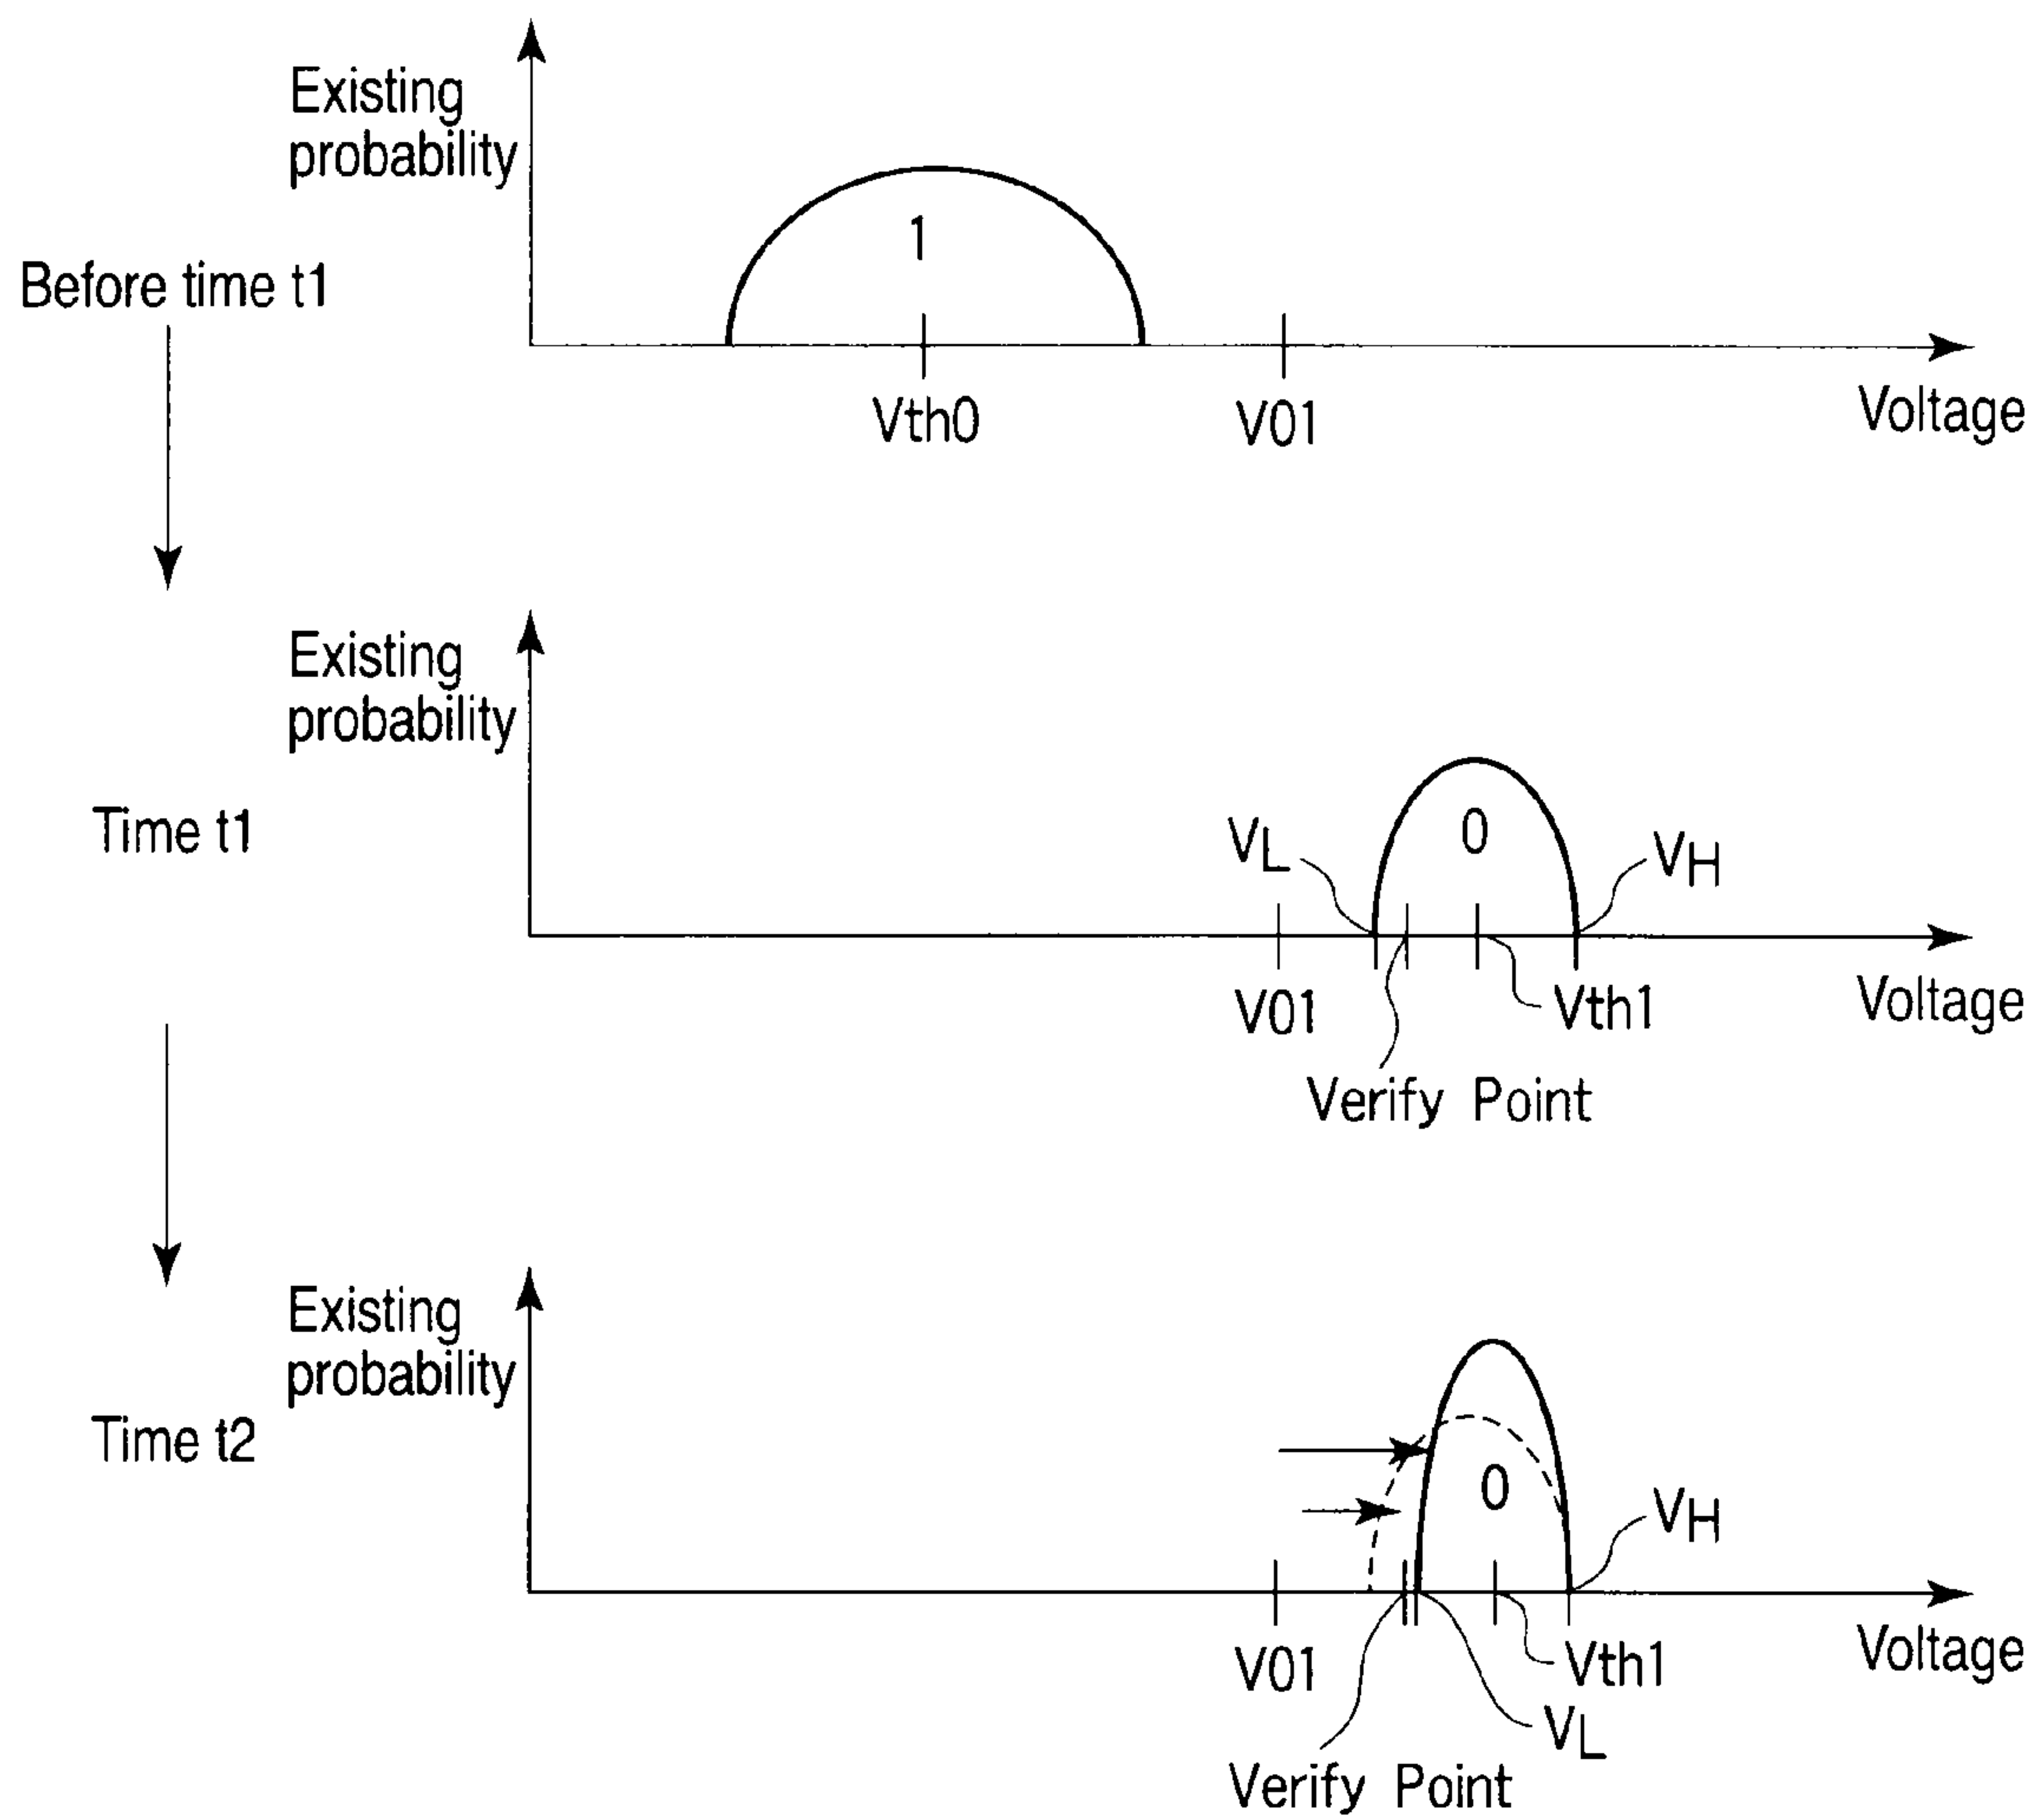 Existing
probability
1
Before time t1
Vth0
V01
Voltage
Existing
probability
Time t1
VL
0
VH
V01
Vth1
Voltage
Verify Point
Existing
probability
Time t2
0
VH
V01
Vth1
Voltage
VL
Verify Point